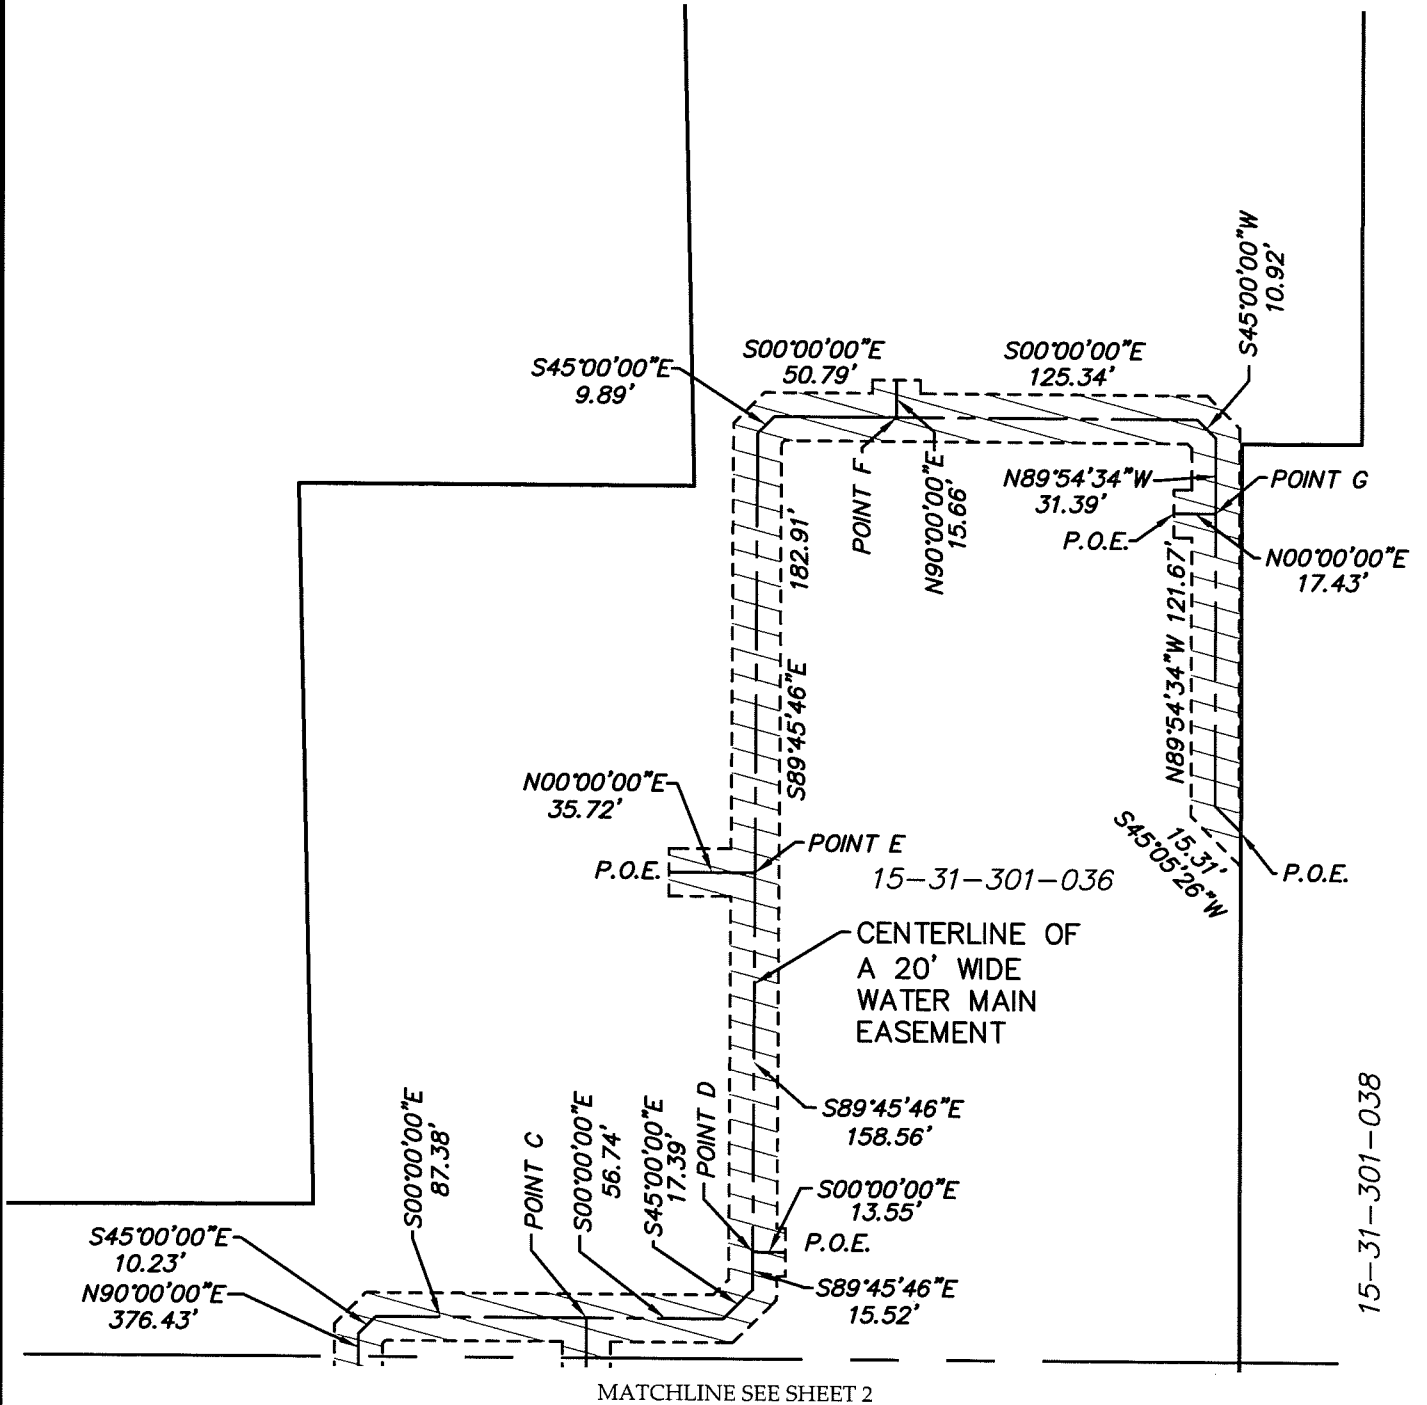 S45°00'00"W
10.92'
S00°00'00"E
50.79'
S00°00'00"E
125.34'
S45°00'00"E
9.89'
POINT F
N90°00'00"E
15.66'
N89°54'34"W
31.39'
POINT G
P.O.E.
N00°00'00"E
17.43'
182.91'
S89°45'46"E
N89°54'34"W 121.67'
N00°00'00"E
35.72'
P.O.E.
POINT E
15-31-301-036
15.31'
S45°05'26"W
P.O.E.
CENTERLINE OF
A 20' WIDE
WATER MAIN
EASEMENT
S89°45'46"E
158.56'
S00°00'00"E
87.38'
POINT C
S00°00'00"E
56.74'
S45°00'00"E
17.39'
POINT D
S00°00'00"E
13.55'
P.O.E.
S89°45'46"E
15.52'
S45°00'00"E
10.23'
N90°00'00"E
376.43'
15-31-301-038
MATCHLINE SEE SHEET 2